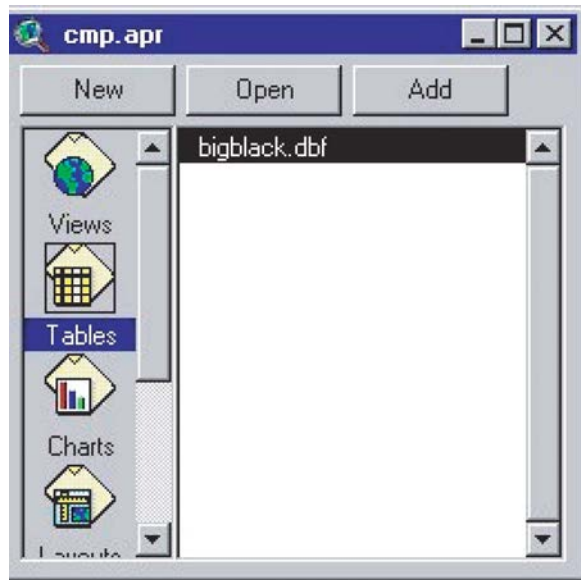 cmp.apr
New Open Add
bigblack.dbf
Views
Tables
Charts